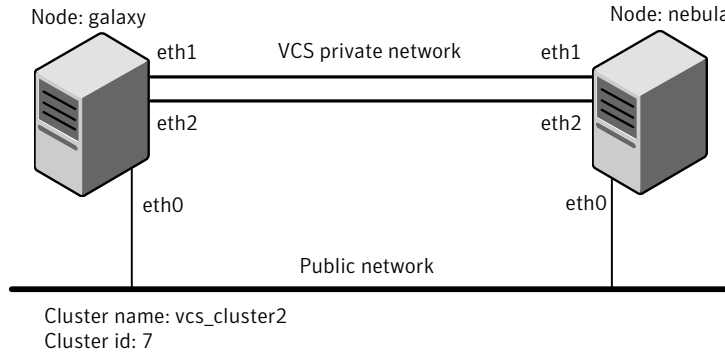 Node: galaxy
Node: nebula
eth1
VCS private network
eth1
eth2
eth2
eth0
eth0
Public network
Cluster name: vcs_cluster2
Cluster id: 7